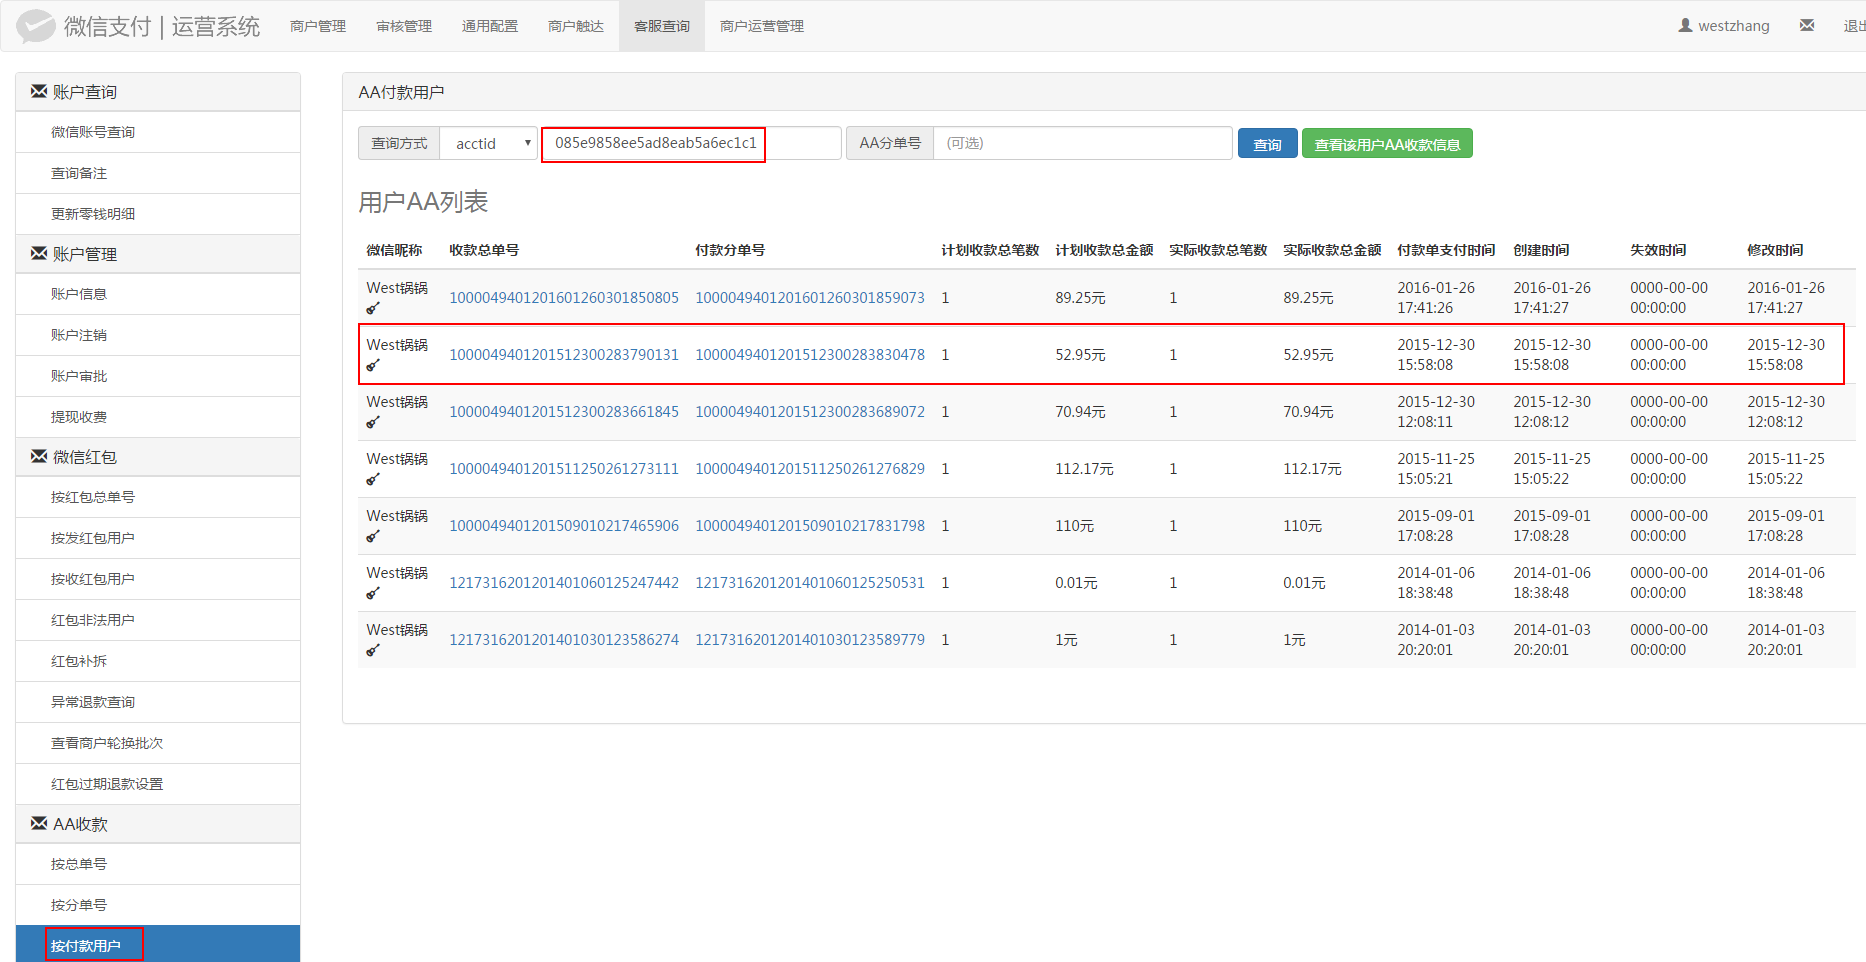 微信支付 | 运营系统 商户管理 审核管理 通用配置 商户触达 客服查询 商户运营管理 westzhang 退出
账户查询
微信账号查询
查询备注
更新零钱明细
账户管理
账户信息
账户注销
账户审批
提现收费
微信红包
按红包总单号
按发红包用户
按收红包用户
红包非法用户
红包补拆
异常退款查询
查看商户轮换批次
红包过期退款设置
AA收款
按总单号
按分单号
按付款用户
AA付款用户
查询方式 acctid 085e9858ee5ad8eab5a6ec1c1 AA分单号 (可选) 查询 查看该用户AA收款信息
用户AA列表
微信昵称 收款总单号 付款分单号 计划收款总笔数 计划收款总金额 实际收款总笔数 实际收款总金额 付款单支付时间 创建时间 失效时间 修改时间
West锅锅 1000049401201601260301850805 1000049401201601260301859073 1 89.25元 1 89.25元 2016-01-26 2016-01-26 0000-00-00 2016-01-26
17:41:26 17:41:27 00:00:00 17:41:27
West锅锅 1000049401201512300283790131 1000049401201512300283830478 1 52.95元 1 52.95元 2015-12-30 2015-12-30 0000-00-00 2015-12-30
15:58:08 15:58:08 00:00:00 15:58:08
West锅锅 1000049401201512300283661845 1000049401201512300283689072 1 70.94元 1 70.94元 2015-12-30 2015-12-30 0000-00-00 2015-12-30
12:08:11 12:08:12 00:00:00 12:08:12
West锅锅 1000049401201511250261273111 1000049401201511250261276829 1 112.17元 1 112.17元 2015-11-25 2015-11-25 0000-00-00 2015-11-25
15:05:21 15:05:22 00:00:00 15:05:22
West锅锅 1000049401201509010217465906 1000049401201509010217831798 1 110元 1 110元 2015-09-01 2015-09-01 0000-00-00 2015-09-01
17:08:28 17:08:28 00:00:00 17:08:28
West锅锅 1217316201201401060125247442 1217316201201401060125250531 1 0.01元 1 0.01元 2014-01-06 2014-01-06 0000-00-00 2014-01-06
18:38:48 18:38:48 00:00:00 18:38:48
West锅锅 1217316201201401030123586274 1217316201201401030123589779 1 1元 1 1元 2014-01-03 2014-01-03 0000-00-00 2014-01-03
20:20:01 20:20:01 00:00:00 20:20:01